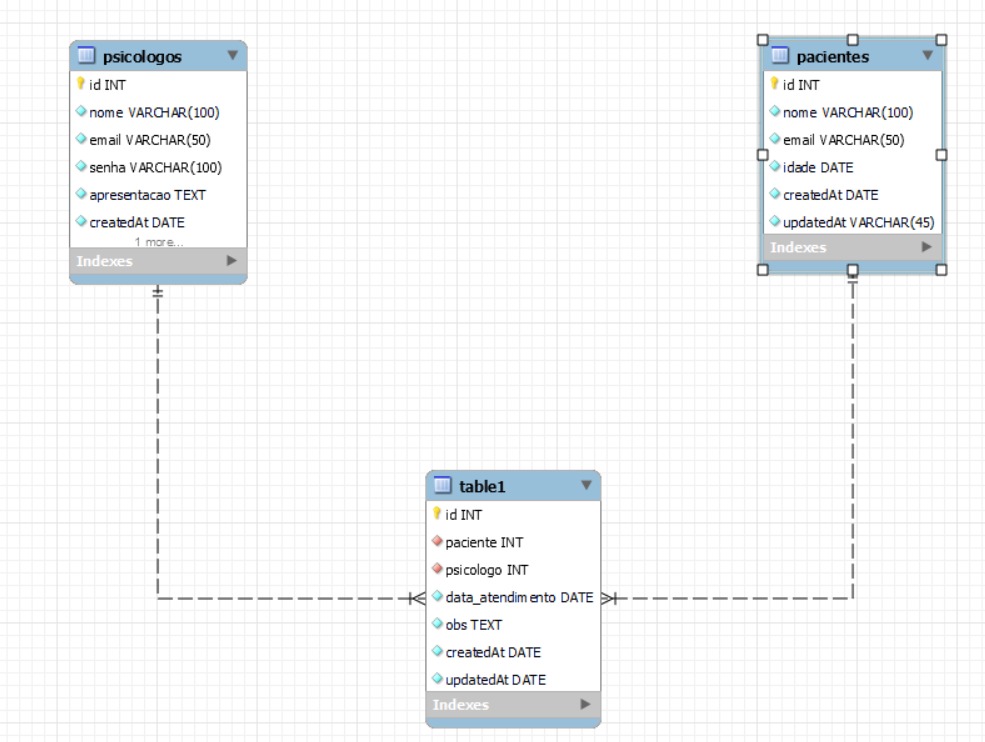 psicologos
id INT
nome VARCHAR(100)
email VARCHAR(50)
senha VARCHAR(100)
apresentacao TEXT
createdAt DATE
1 more...
Indexes
pacientes
id INT
nome VARCHAR(100)
email VARCHAR(50)
idade DATE
createdAt DATE
updatedAt VARCHAR(45)
Indexes
table1
id INT
paciente INT
psicologo INT
data_atendimento DATE
obs TEXT
createdAt DATE
updatedAt DATE
Indexes